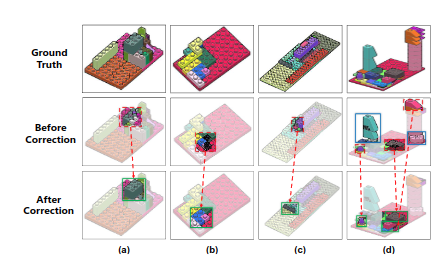 Ground
Truth
Before
Correction
After
Correction
(a) (b) (c) (d)